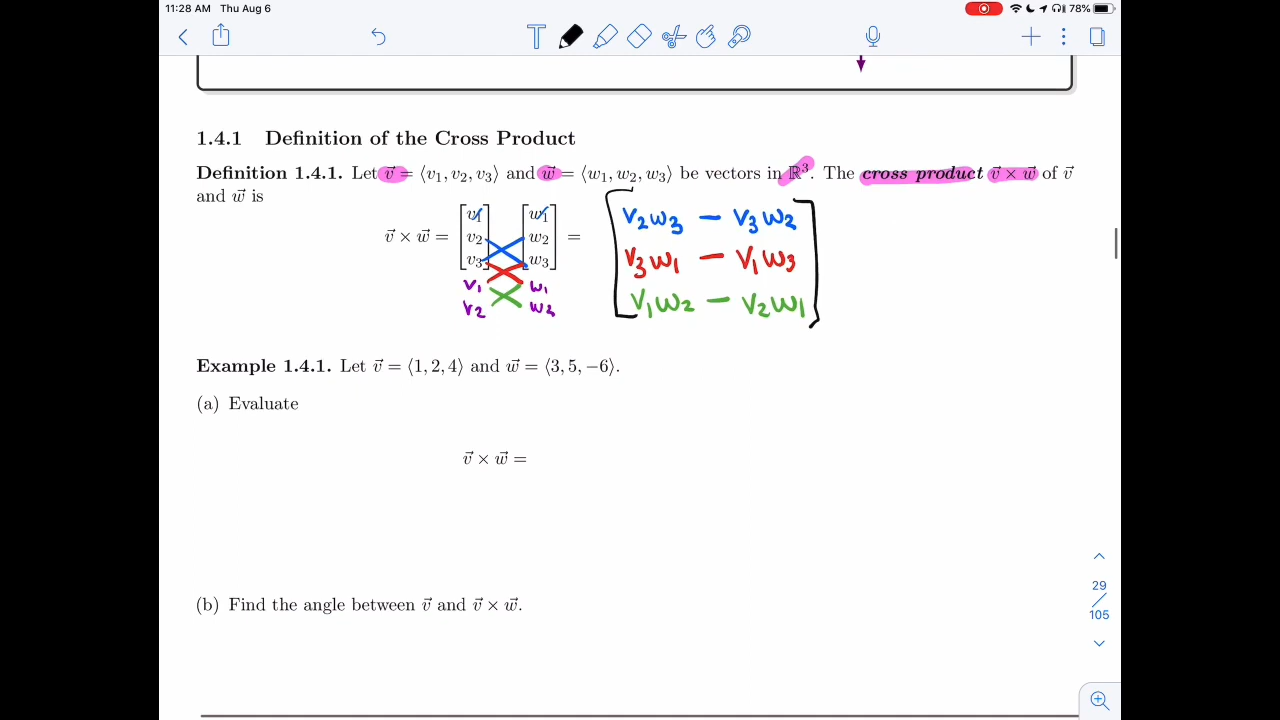 11:28 AM Thu Aug 6 78%
T
1.4.1 Definition of the Cross Product
Definition 1.4.1. Let v⃗ = ⟨v₁, v₂, v₃⟩ and w⃗ = ⟨w₁, w₂, w₃⟩ be vectors in ℝ³. The cross product v⃗ × w⃗ of v⃗
and w⃗ is
v⃗ × w⃗ = [v₁ v₂ v₃] [w₁ w₂ w₃] =
v₁ w₁
v₂ w₂
v₂w₃ − v₃w₂
v₃w₁ − v₁w₃
v₁w₂ − v₂w₁
Example 1.4.1. Let v⃗ = ⟨1, 2, 4⟩ and w⃗ = ⟨3, 5, −6⟩.
(a) Evaluate
v⃗ × w⃗ =
(b) Find the angle between v⃗ and v⃗ × w⃗.
29
105